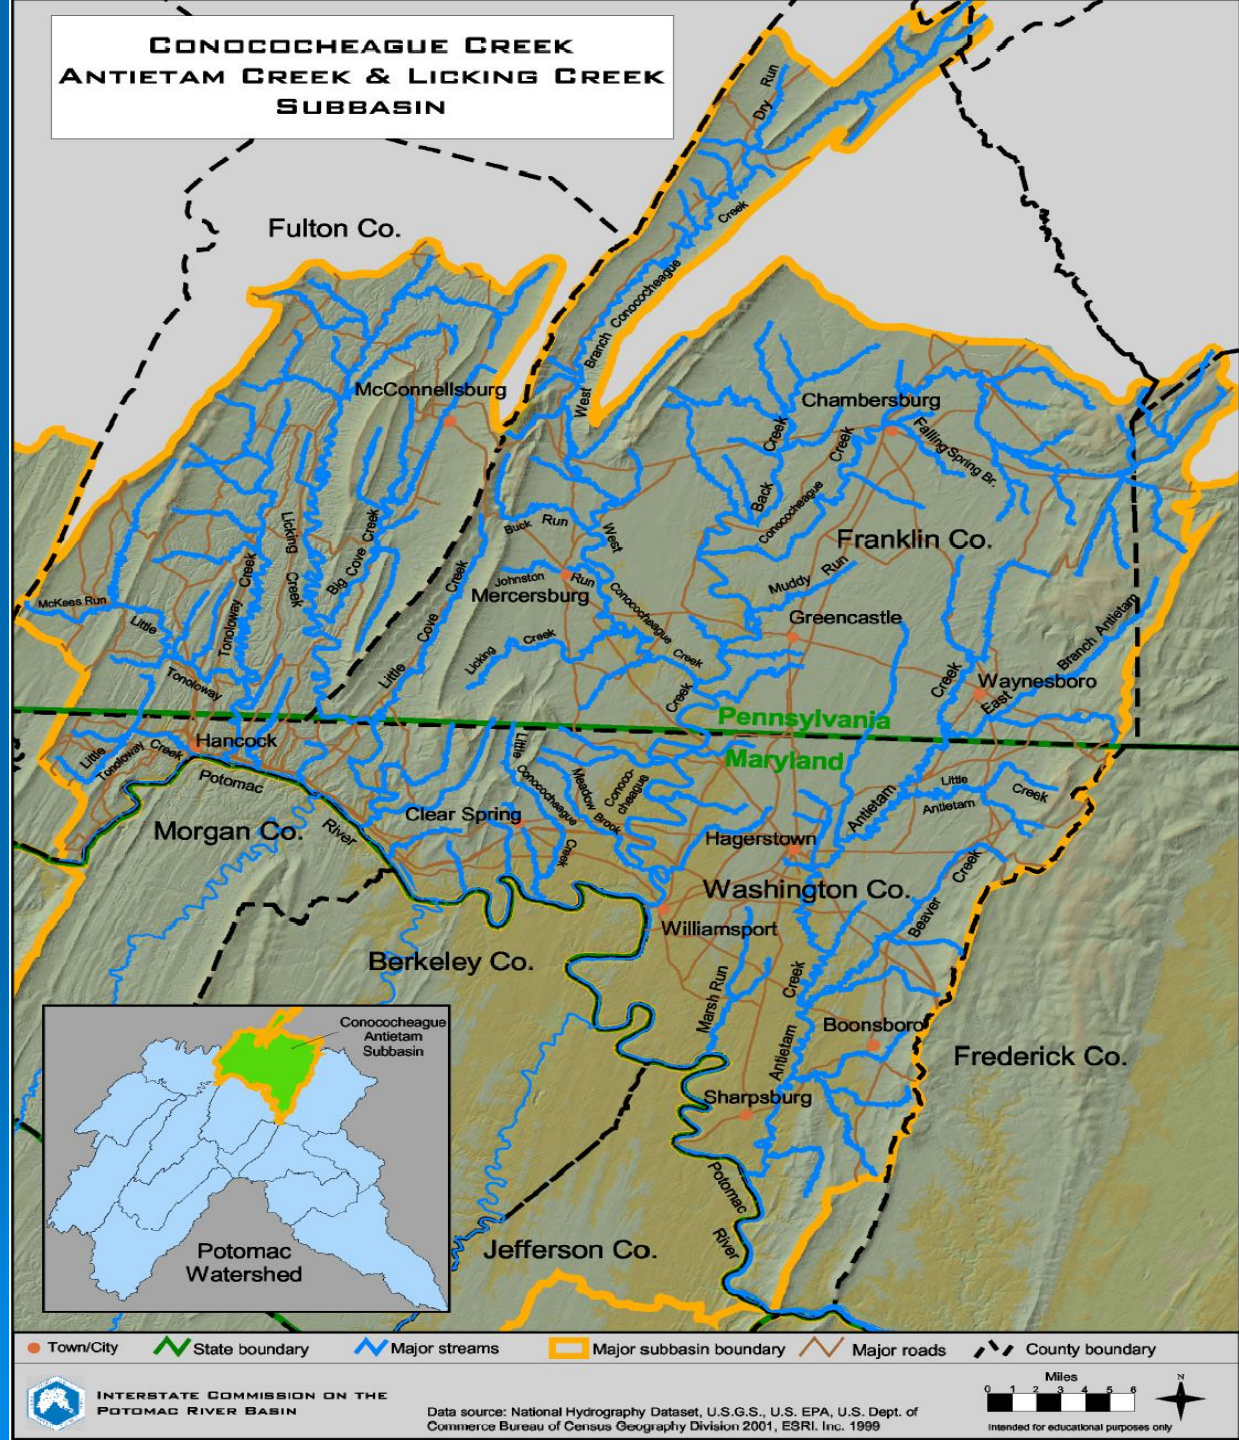 CONOCOCHEAGUE CREEK
ANTIETAM CREEK & LICKING CREEK
SUBBASIN
Dry Run
Fulton Co.
West Branch Conococheague Creek
McConnellsburg
Chambersburg
Back Creek
Conococheague Creek
Falling Spring Br.
Franklin Co.
Licking Creek
Big Cove Creek
Tonoloway Creek
Buck Run
West Conococheague Creek
Johnston Run
Mercersburg
Muddy Run
Greencastle
McKees Run
Little Tonoloway
Little Cove Creek
Licking Creek
Creek
Creek
East Branch Antietam
Waynesboro
Pennsylvania
Maryland
Hancock
Little Tonoloway Creek
Potomac River
Little Conococheague Creek
Meadow Brook
Conoco-
cheague
Antietam
Little Antietam Creek
Morgan Co.
Clear Spring
Hagerstown
Washington Co.
Beaver Creek
Williamsport
Berkeley Co.
Marsh Run
Antietam Creek
Boonsboro
Frederick Co.
Sharpsburg
Potomac River
Jefferson Co.
Conococheague
Antietam
Subbasin
Potomac
Watershed
Town/City State boundary Major streams Major subbasin boundary Major roads County boundary
INTERSTATE COMMISSION ON THE
POTOMAC RIVER BASIN
Data source: National Hydrography Dataset, U.S.G.S., U.S. EPA, U.S. Dept. of
Commerce Bureau of Census Geography Division 2001, ESRI. Inc. 1999
Miles
0 1 2 3 4 5 6
N
Intended for educational purposes only